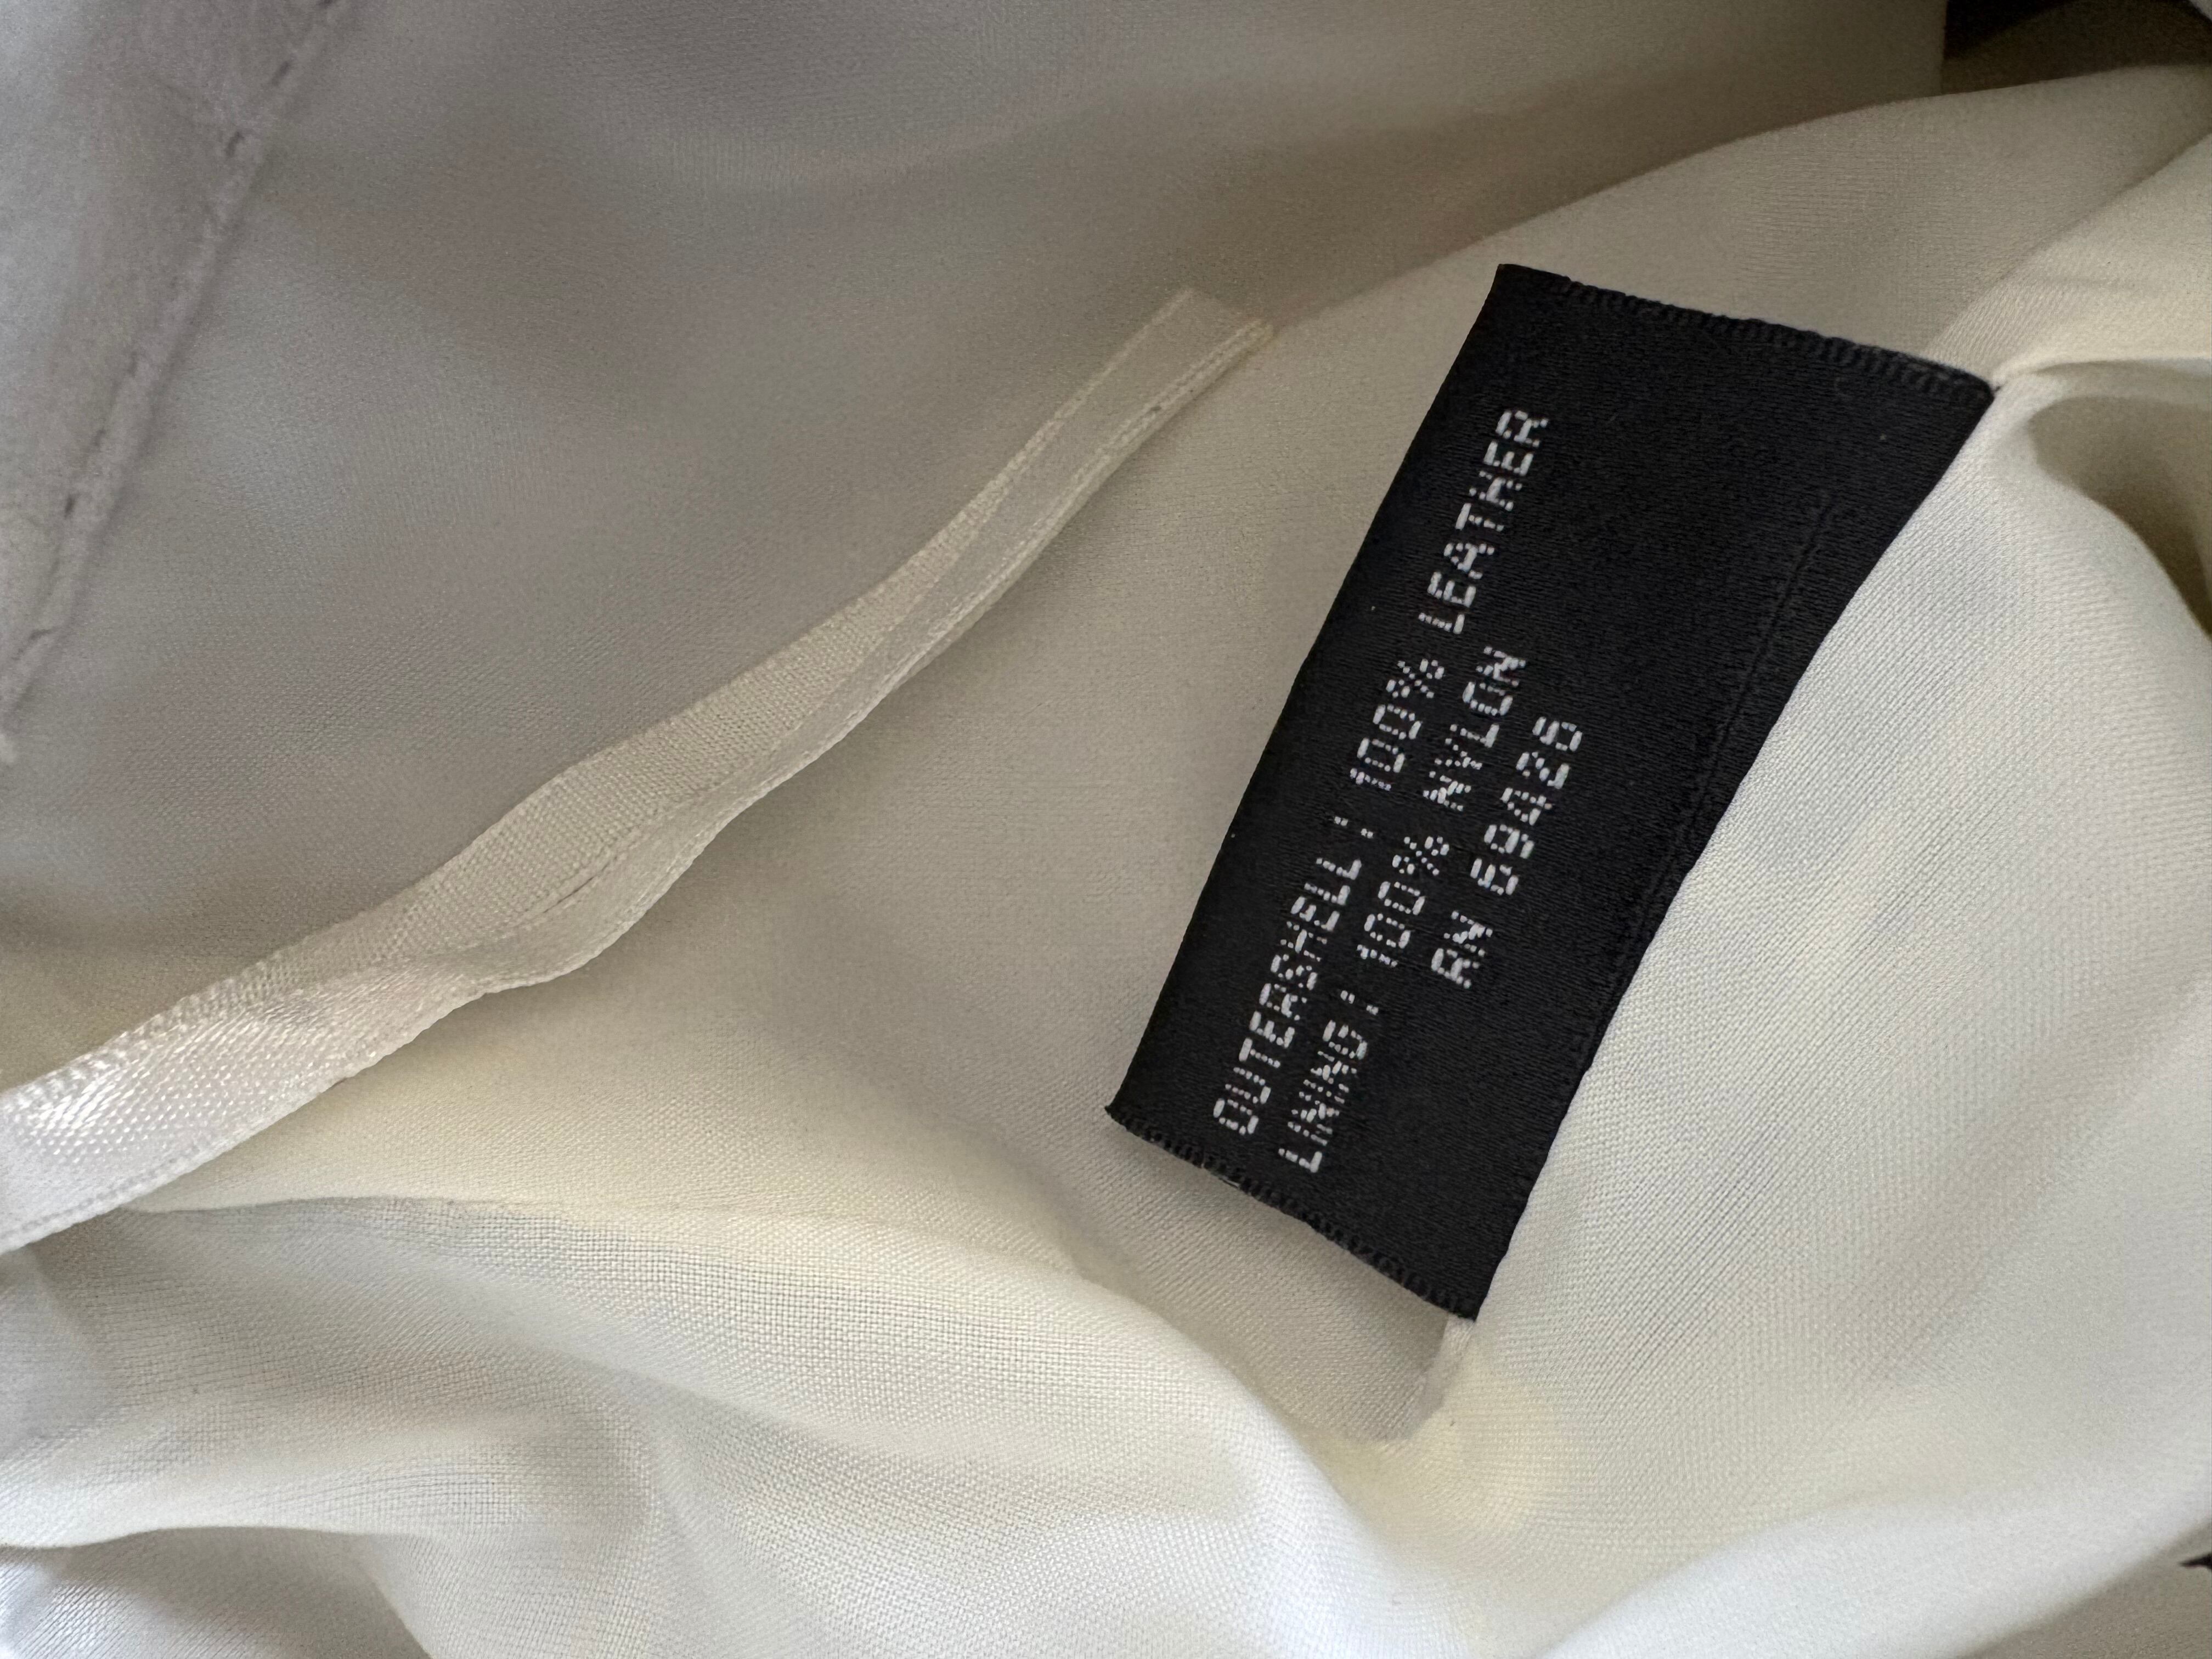 OUTERSHELL: 100% LEATHER
LINING: 100% NYLON
RN 69426